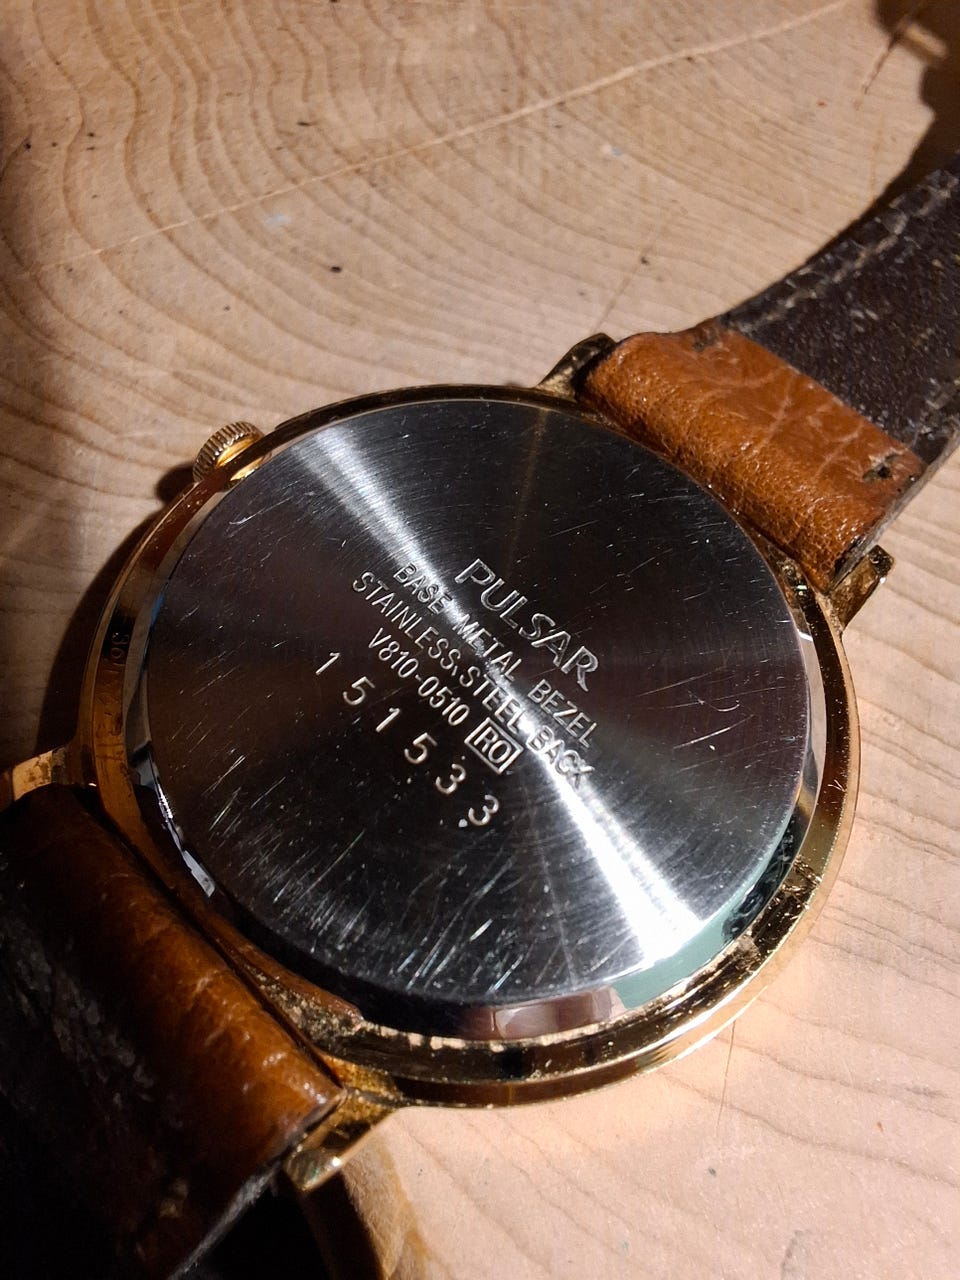 PULSAR
BASE METAL BEZEL
STAINLESS STEEL BACK
V810-0510 RO
151533